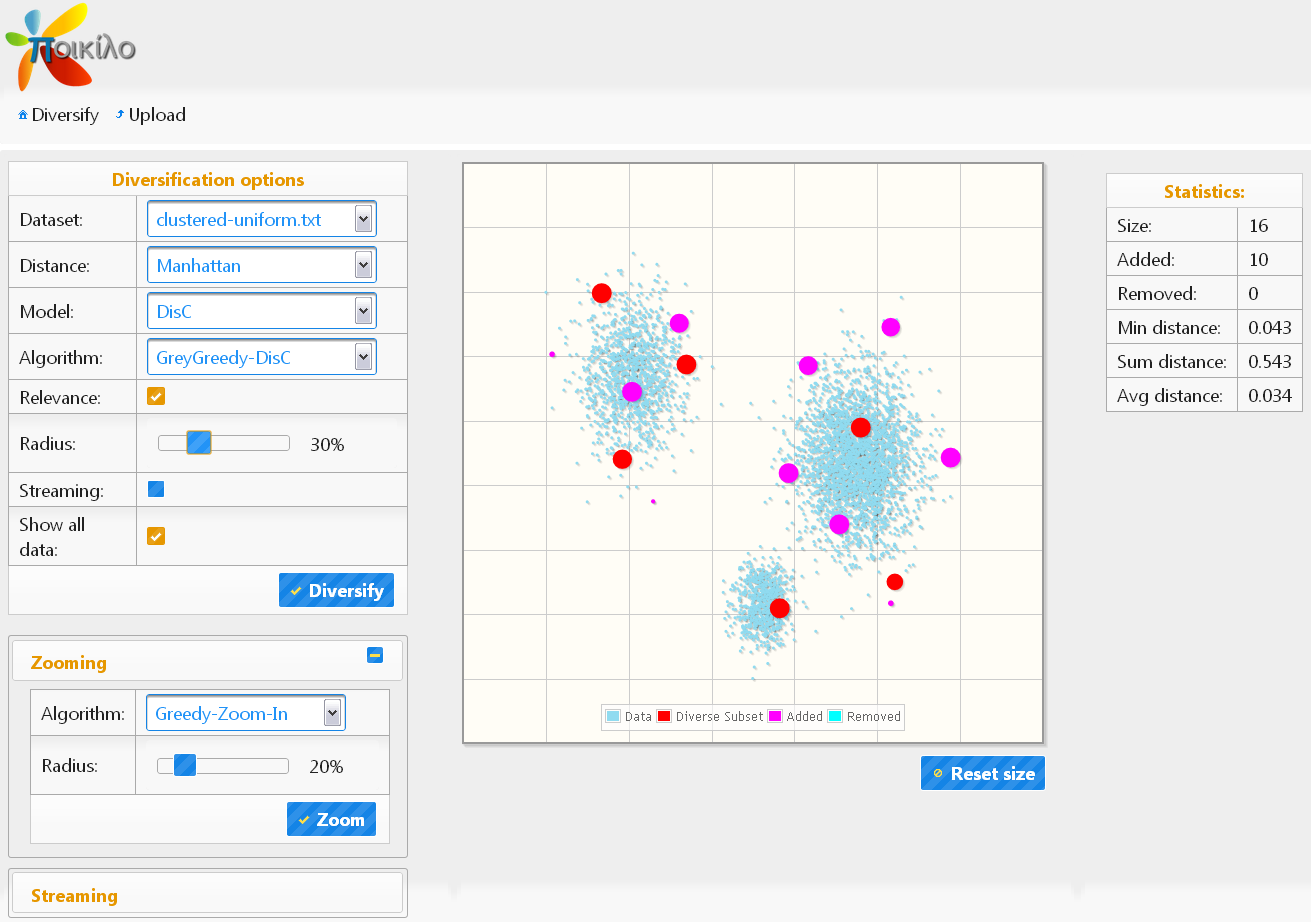 ποικίλο
Diversify Upload
Diversification options
Dataset: clustered-uniform.txt
Distance: Manhattan
Model: DisC
Algorithm: GreyGreedy-DisC
Relevance:
Radius: 30%
Streaming:
Show all
data:
Diversify
Zooming
Algorithm: Greedy-Zoom-In
Radius: 20%
Zoom
Streaming
Data Diverse Subset Added Removed
Reset size
Statistics:
Size: 16
Added: 10
Removed: 0
Min distance: 0.043
Sum distance: 0.543
Avg distance: 0.034